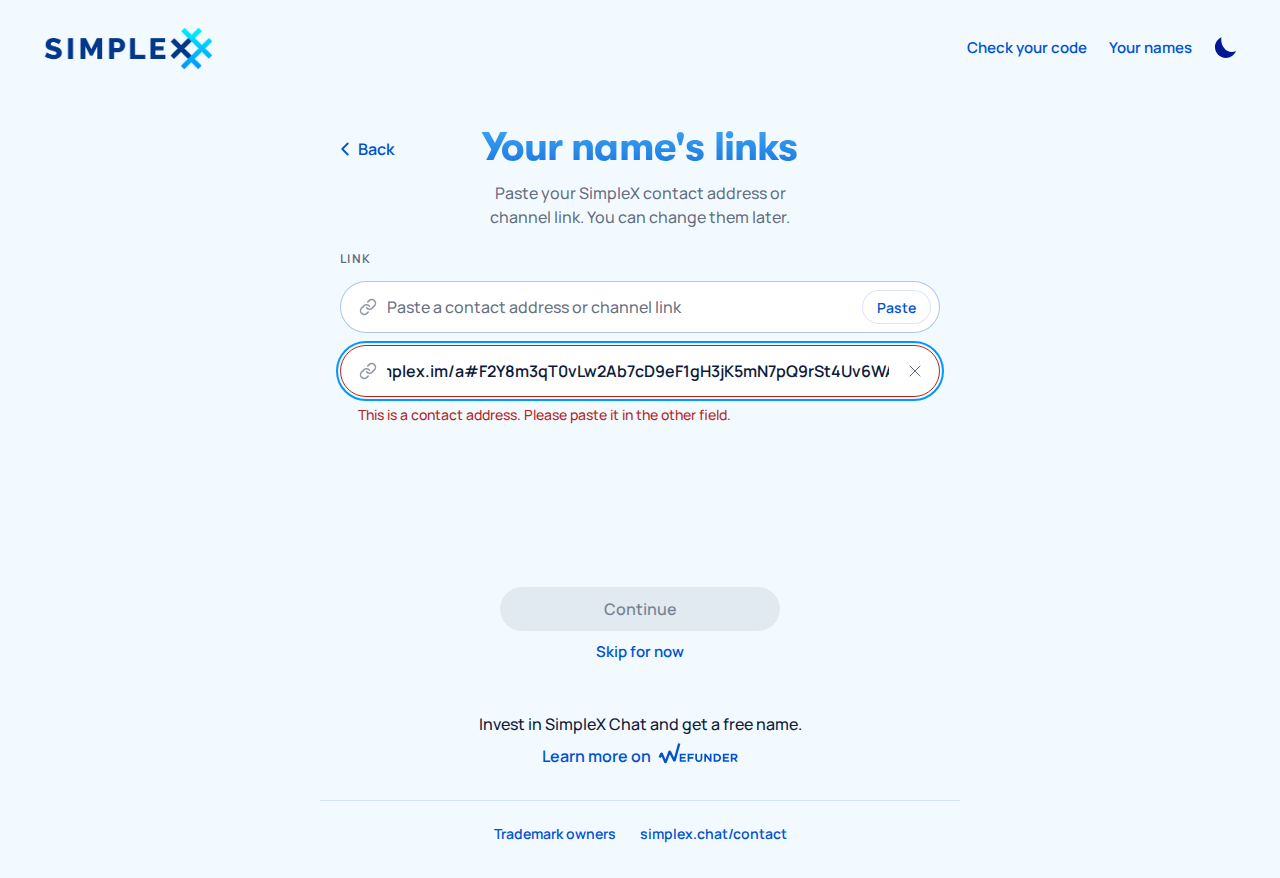 SIMPLEX
Check your code
Your names
Back
Your name's links
Paste your SimpleX contact address or
channel link. You can change them later.
LINK
Paste a contact address or channel link
Paste
nplex.im/a#F2Y8m3qT0vLw2Ab7cD9eF1gH3jK5mN7pQ9rSt4Uv6WA
This is a contact address. Please paste it in the other field.
Continue
Skip for now
Invest in SimpleX Chat and get a free name.
Learn more on WEFUNDER
Trademark owners
simplex.chat/contact